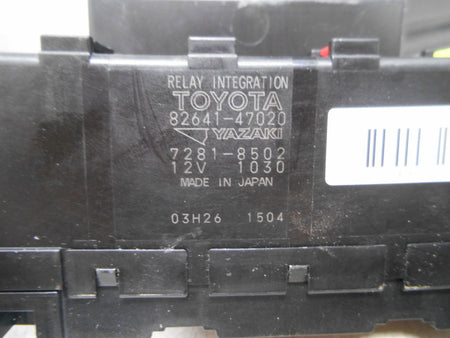 RELAY INTEGRATION
TOYOTA
82641-47020
YAZAKI
7281-8502
12V 1030
MADE IN JAPAN
03H26 1504